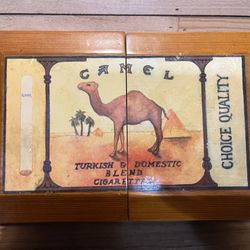 CAMEL
TURKISH & DOMESTIC
BLEND
CIGARETTES
CHOICE QUALITY